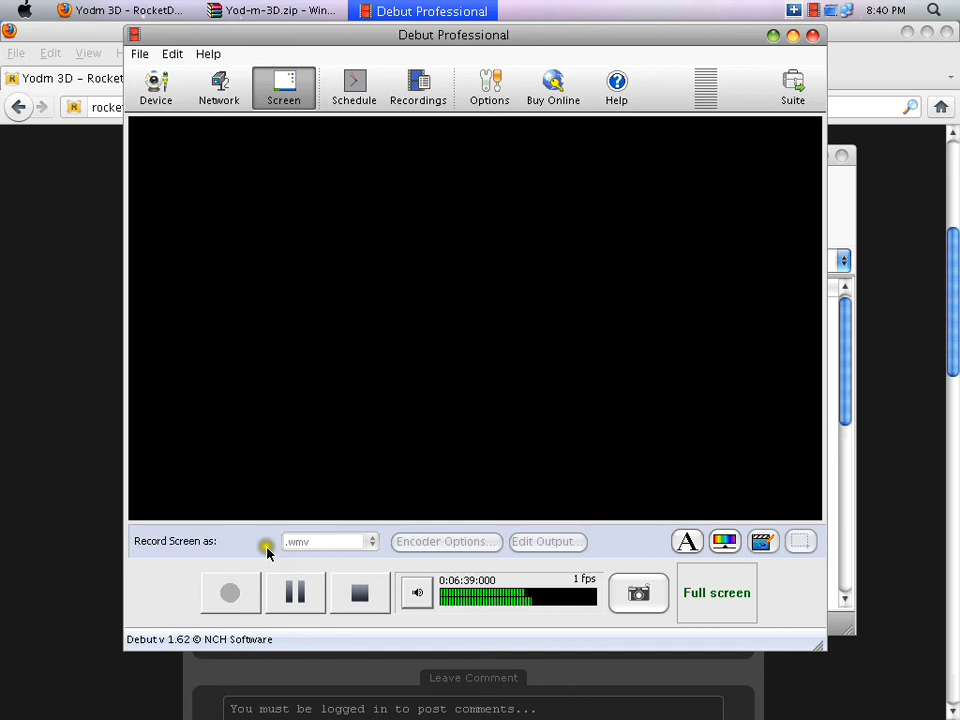 Yodm 3D - RocketD... Yod-m-3D.zip - Win... Debut Professional 8:40 PM
File Edit View
Yodm 3D - Rocket
rocke
Debut Professional
File Edit Help
Device Network Screen Schedule Recordings Options Buy Online Help Suite
Record Screen as: .wmv Encoder Options... Edit Output... A
0:06:39:000 1 fps
Full screen
Debut v 1.62 © NCH Software
Leave Comment
You must be logged in to post comments...